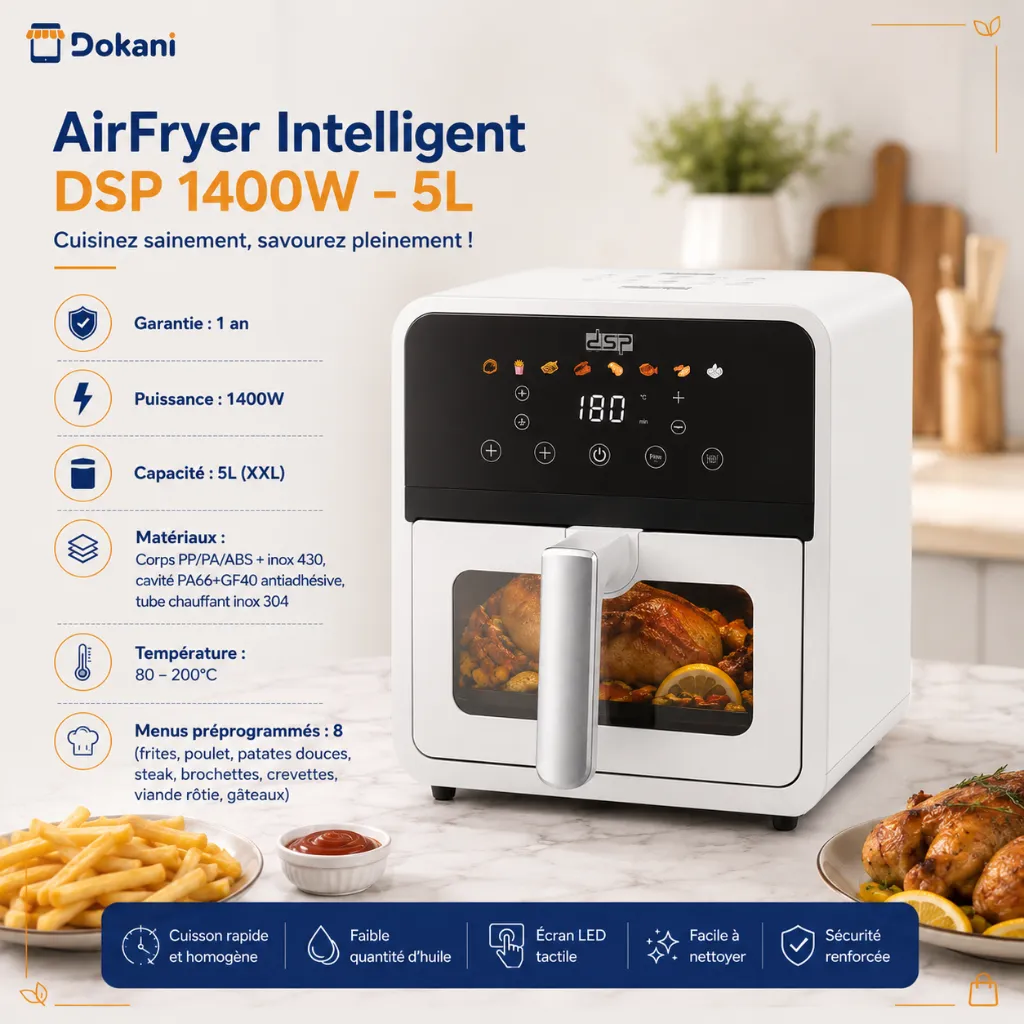 Dokani
AirFryer Intelligent
DSP 1400W - 5L
Cuisinez sainement, savourez pleinement !
Garantie : 1 an
Puissance : 1400W
Capacité : 5L (XXL)
Matériaux :
Corps PP/PA/ABS + inox 430,
cavité PA66+GF40 antiadhésive,
tube chauffant inox 304
Température :
80 – 200°C
Menus préprogrammés : 8
(frites, poulet, patates douces,
steak, brochettes, crevettes,
viande rôtie, gâteaux)
dsp
180
°C
min
Cuisson rapide
et homogène
Faible
quantité d'huile
Écran LED
tactile
Facile à
nettoyer
Sécurité
renforcée